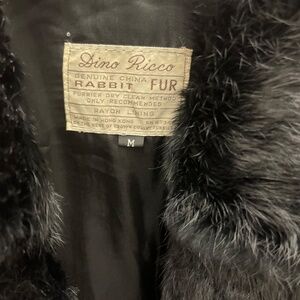 Dino Ricco
GENUINE CHINA
RABBIT FUR
FURRIER DRY CLEAN METHOD
ONLY RECOMMENDED
RAYON LINING
MADE IN HONG KONG
M